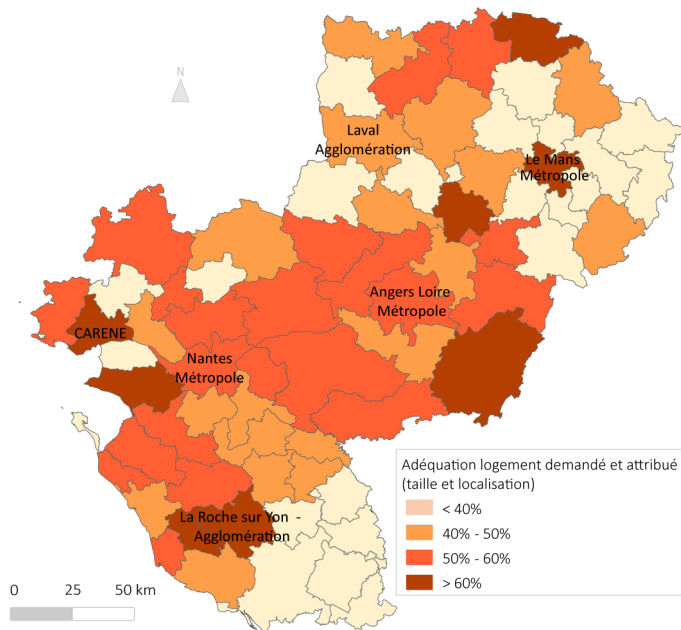 N
Laval
Agglomération
Le Mans
Métropole
Angers Loire
Métropole
CARENE
Nantes
Métropole
La Roche sur Yon -
Agglomération
Adéquation logement demandé et attribué
(taille et localisation)
< 40%
40% - 50%
50% - 60%
> 60%
0 25 50 km